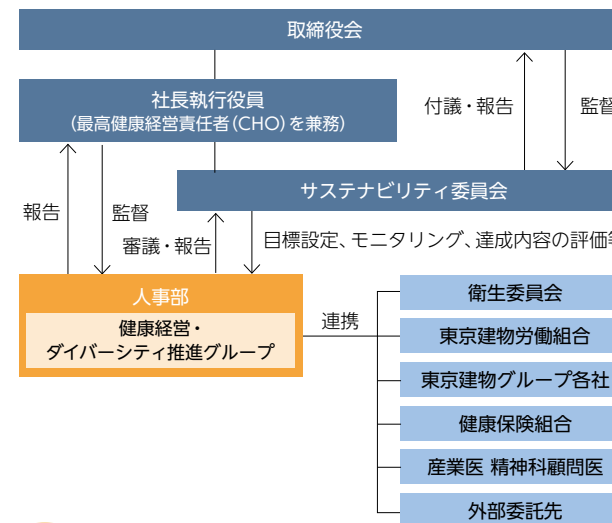 取締役会
社長執行役員
(最高健康経営責任者(CHO)を兼務)
付議・報告
監督
サステナビリティ委員会
報告
監督
審議・報告
目標設定、モニタリング、達成内容の評価等
人事部
健康経営・
ダイバーシティ推進グループ
連携
衛生委員会
東京建物労働組合
東京建物グループ各社
健康保険組合
産業医 精神科顧問医
外部委託先